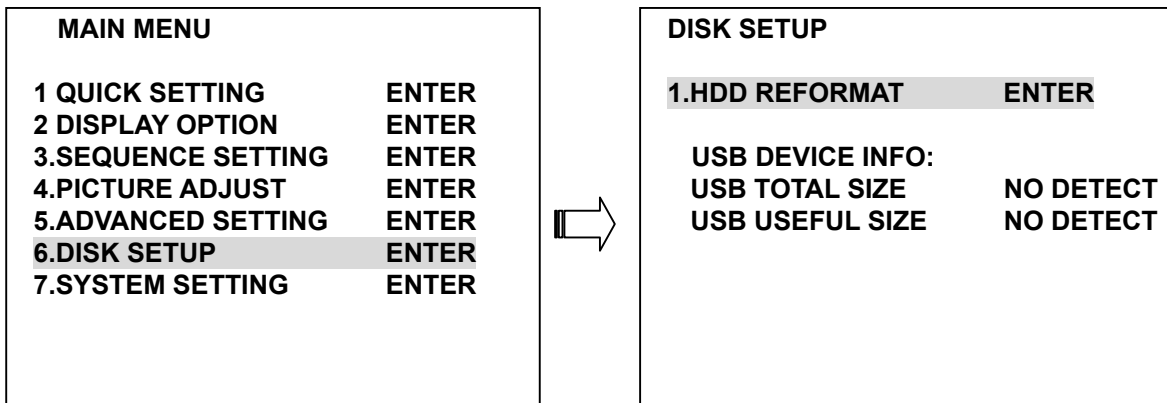 MAIN MENU
1 QUICK SETTING ENTER
2 DISPLAY OPTION ENTER
3.SEQUENCE SETTING ENTER
4.PICTURE ADJUST ENTER
5.ADVANCED SETTING ENTER
6.DISK SETUP ENTER
7.SYSTEM SETTING ENTER
DISK SETUP
1.HDD REFORMAT ENTER
USB DEVICE INFO:
USB TOTAL SIZE NO DETECT
USB USEFUL SIZE NO DETECT